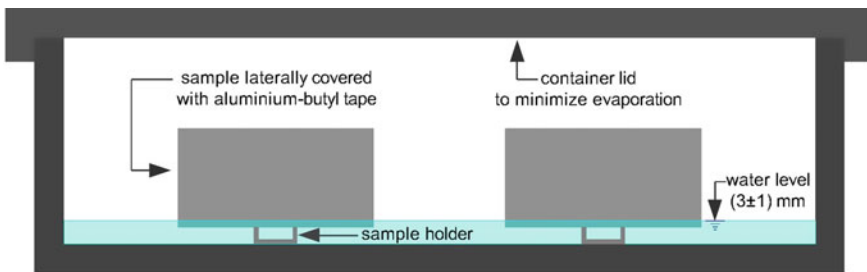 sample laterally covered
with aluminium-butyl tape
container lid
to minimize evaporation
water level
(3±1) mm
sample holder